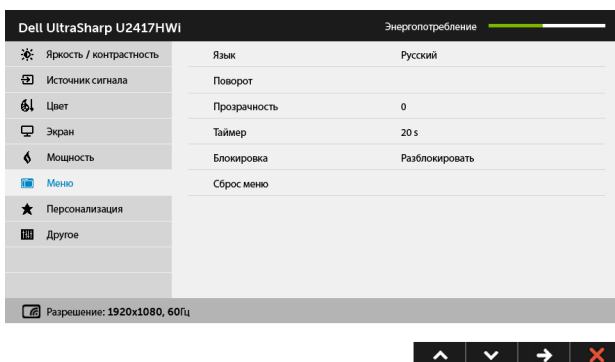 Dell UltraSharp U2417HWi Энергопотребление
Яркость / контрастность Язык Русский
Источник сигнала Поворот
Цвет Прозрачность 0
Экран Таймер 20 s
Мощность Блокировка Разблокировать
Меню Сброс меню
Персонализация
Другое
Разрешение: 1920x1080, 60Гц